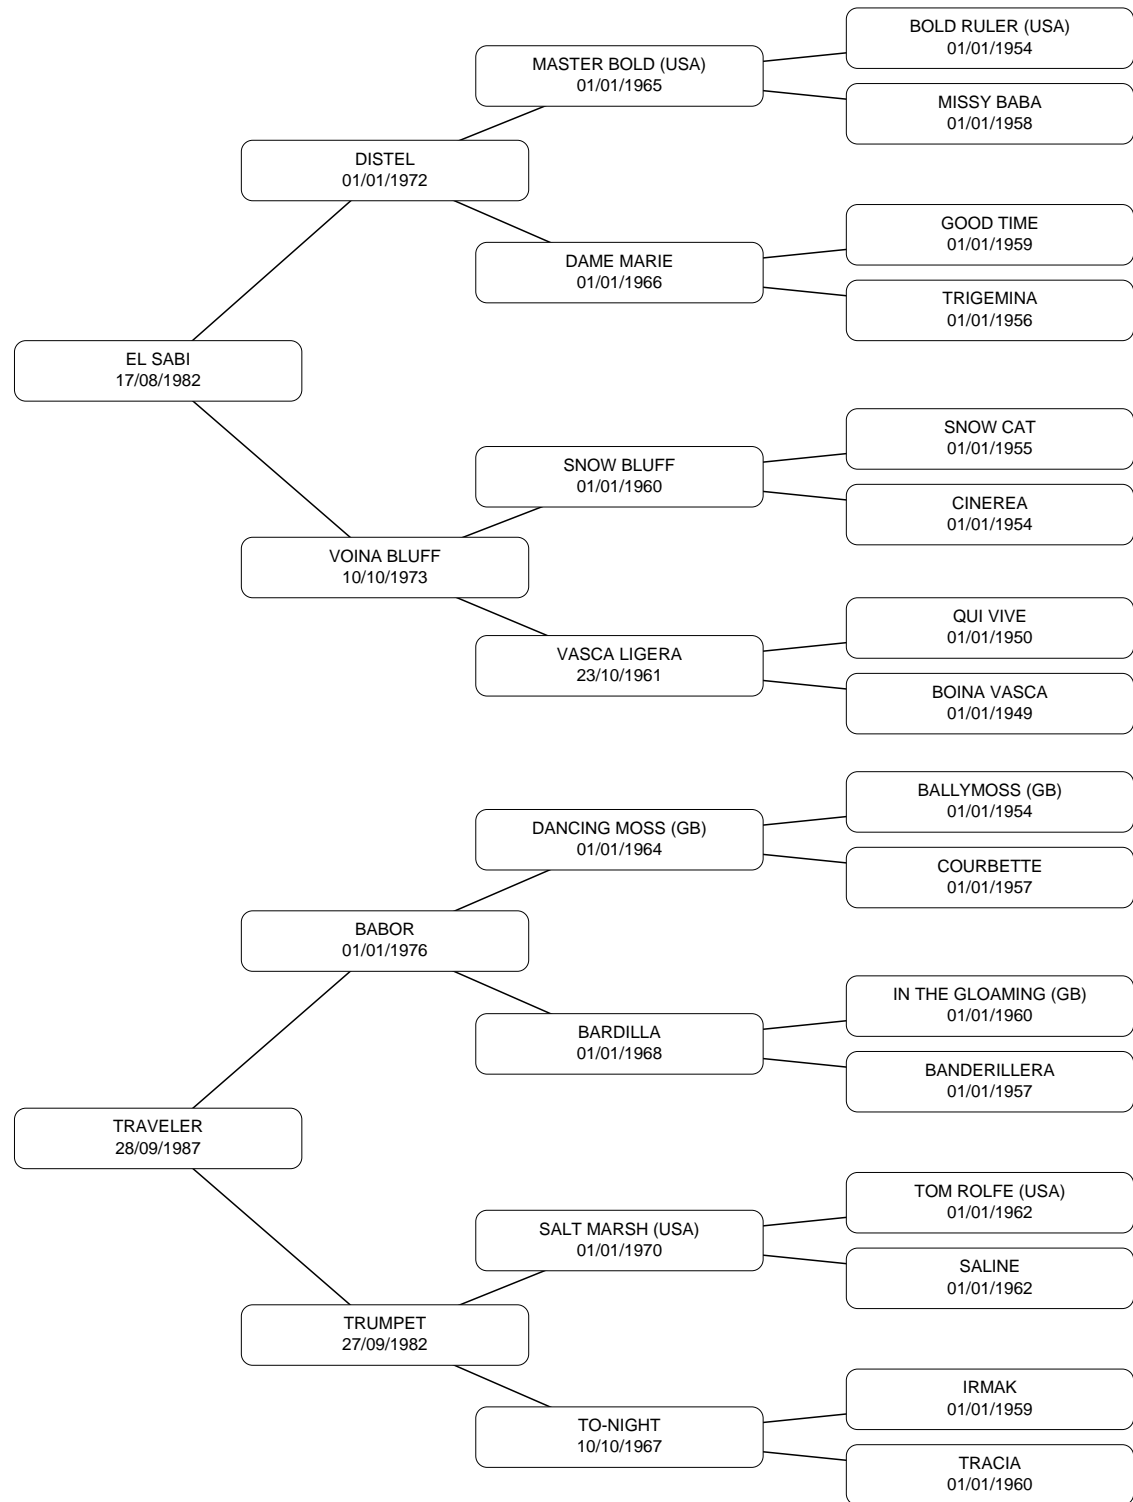 BOLD RULER (USA)
01/01/1954
MASTER BOLD (USA)
01/01/1965
MISSY BABA
01/01/1958
DISTEL
01/01/1972
GOOD TIME
01/01/1959
DAME MARIE
01/01/1966
TRIGEMINA
01/01/1956
EL SABI
17/08/1982
SNOW CAT
01/01/1955
SNOW BLUFF
01/01/1960
CINEREA
01/01/1954
VOINA BLUFF
10/10/1973
QUI VIVE
01/01/1950
VASCA LIGERA
23/10/1961
BOINA VASCA
01/01/1949
BALLYMOSS (GB)
01/01/1954
DANCING MOSS (GB)
01/01/1964
COURBETTE
01/01/1957
BABOR
01/01/1976
IN THE GLOAMING (GB)
01/01/1960
BARDILLA
01/01/1968
BANDERILLERA
01/01/1957
TRAVELER
28/09/1987
TOM ROLFE (USA)
01/01/1962
SALT MARSH (USA)
01/01/1970
SALINE
01/01/1962
TRUMPET
27/09/1982
IRMAK
01/01/1959
TO-NIGHT
10/10/1967
TRACIA
01/01/1960